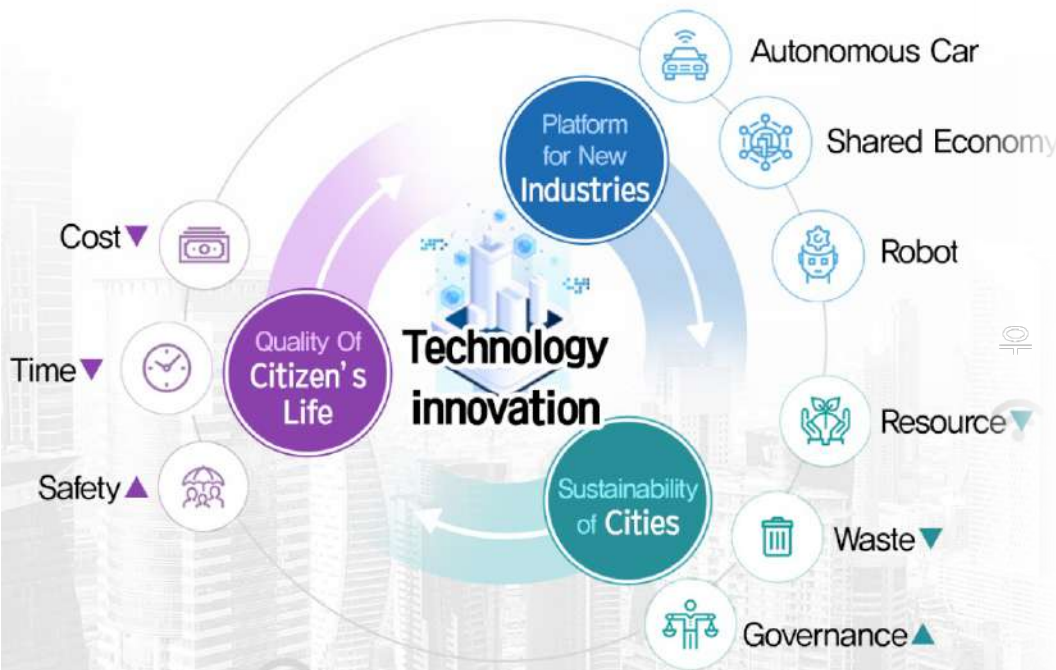 Autonomous Car
Platform
for New
Industries
Shared Economy
Cost▼
Robot
Quality Of
Citizen's
Life
Technology
innovation
Time▼
Resource▼
Safety▲
Sustainability
of Cities
Waste▼
Governance▲